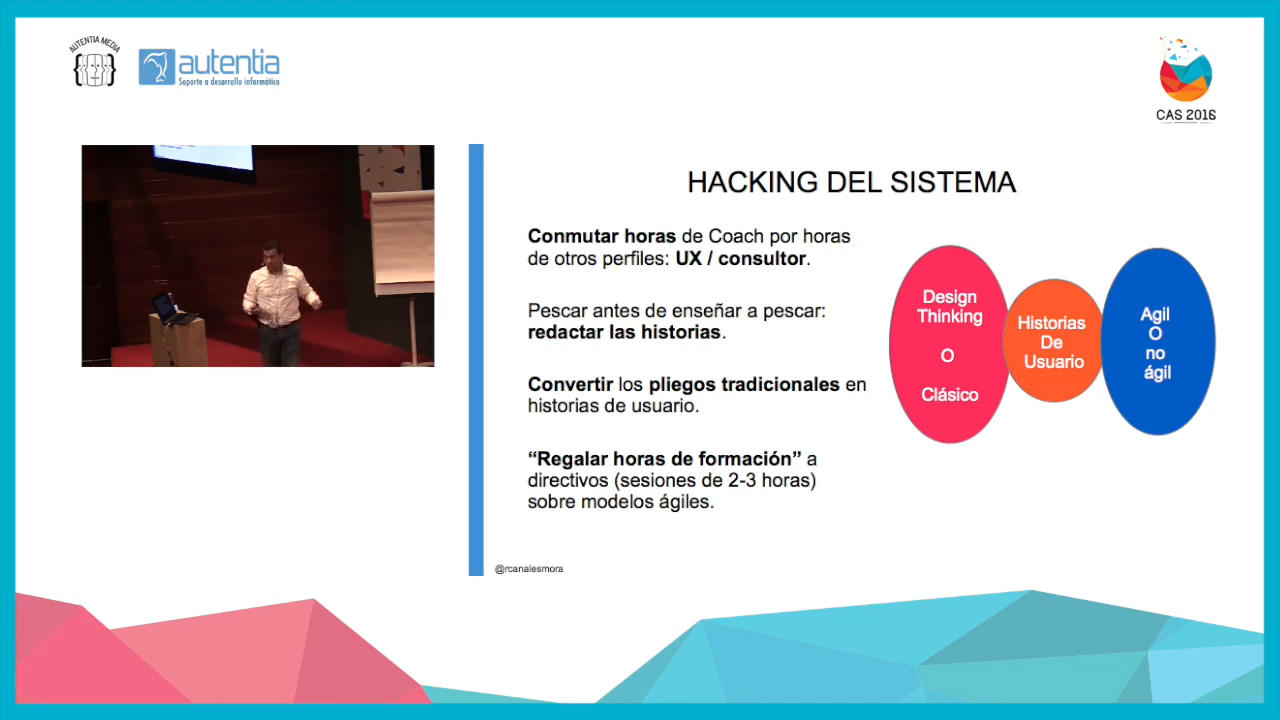 AUTENTIA MEDIA
autentia
Soporte a desarrollo informático
CAS 2016
HACKING DEL SISTEMA
Conmutar horas de Coach por horas
de otros perfiles: UX / consultor.
Pescar antes de enseñar a pescar:
redactar las historias.
Convertir los pliegos tradicionales en
historias de usuario.
“Regalar horas de formación” a
directivos (sesiones de 2-3 horas)
sobre modelos ágiles.
Design
Thinking
O
Clásico
Historias
De
Usuario
Agil
O
no
ágil
@rcanalesmora